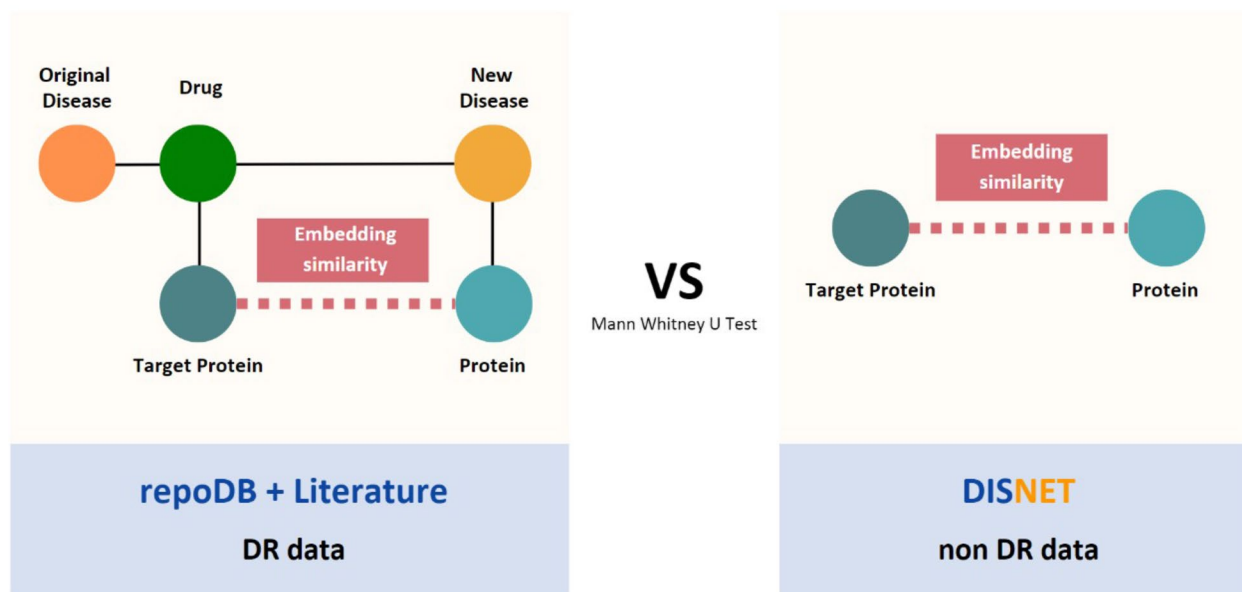 Original
Disease
Drug
New
Disease
Embedding
similarity
Target Protein
Protein
repoDB + Literature
DR data
VS
Mann Whitney U Test
Embedding
similarity
Target Protein
Protein
DISNET
non DR data